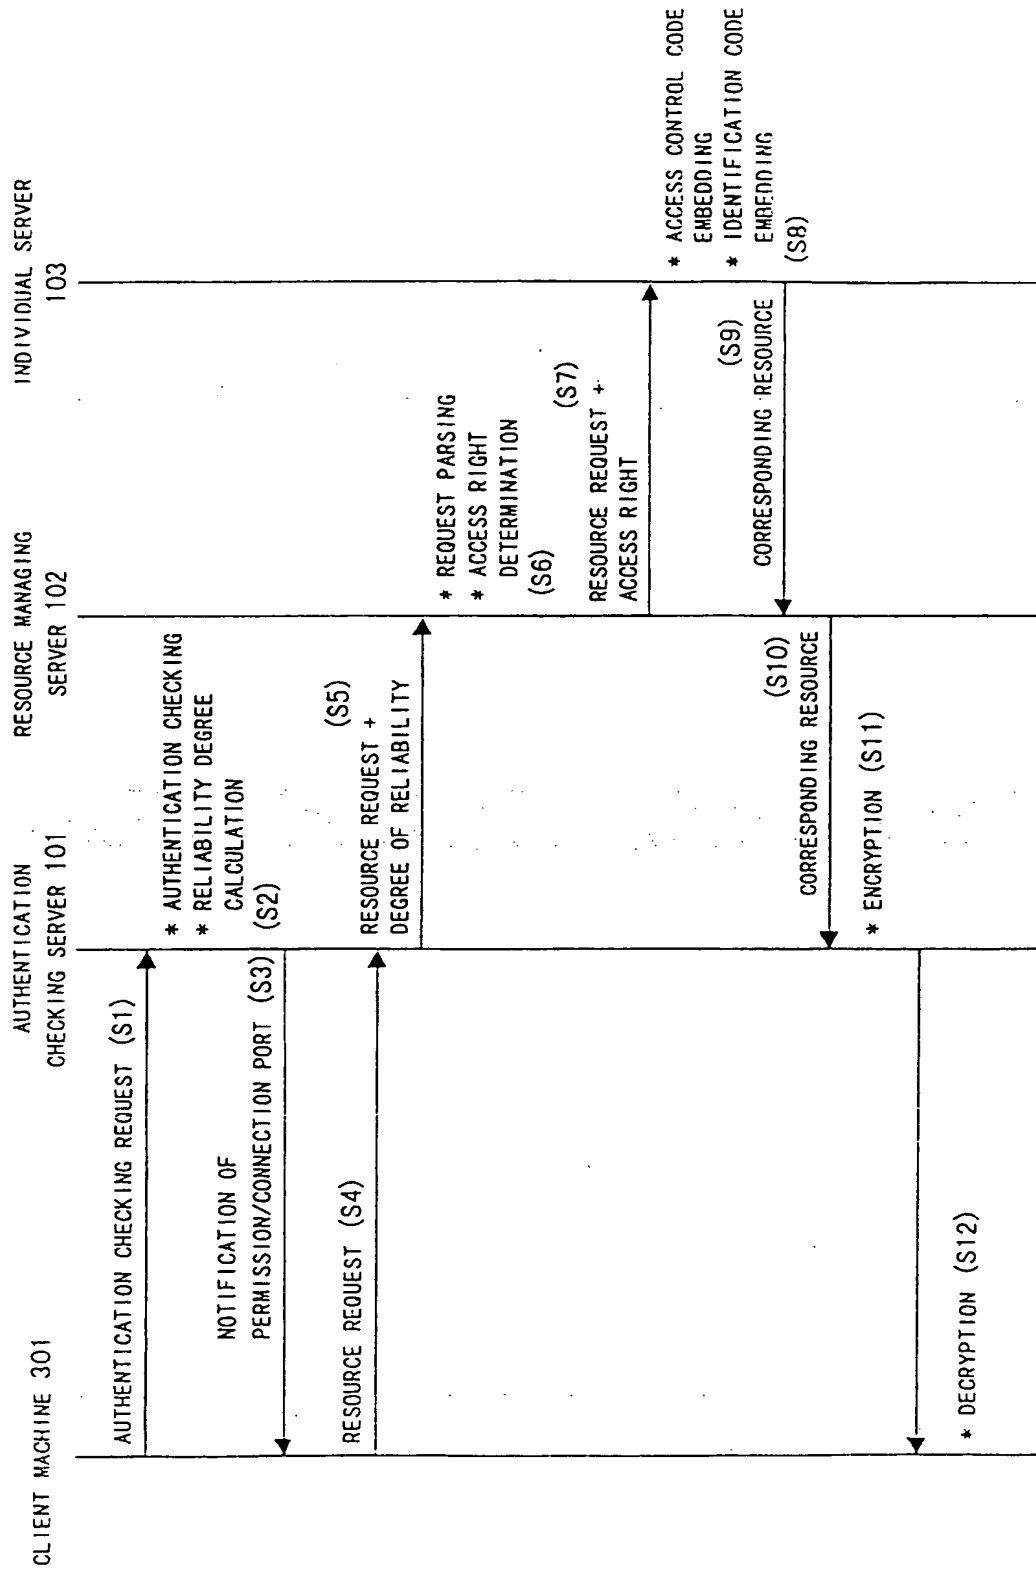 CLIENT MACHINE 301
AUTHENTICATION
CHECKING SERVER 101
RESOURCE MANAGING
SERVER 102
INDIVIDUAL SERVER
103
AUTHENTICATION CHECKING REQUEST (S1)
* AUTHENTICATION CHECKING
* RELIABILITY DEGREE
CALCULATION
(S2)
NOTIFICATION OF
PERMISSION/CONNECTION PORT (S3)
RESOURCE REQUEST (S4)
(S5)
RESOURCE REQUEST +
DEGREE OF RELIABILITY
* REQUEST PARSING
* ACCESS RIGHT
DETERMINATION
(S6)
(S7)
RESOURCE REQUEST +
ACCESS RIGHT
* ACCESS CONTROL CODE
EMBEDDING
* IDENTIFICATION CODE
EMBEDDING
(S8)
(S9)
CORRESPONDING RESOURCE
(S10)
CORRESPONDING RESOURCE
* ENCRYPTION (S11)
* DECRYPTION (S12)